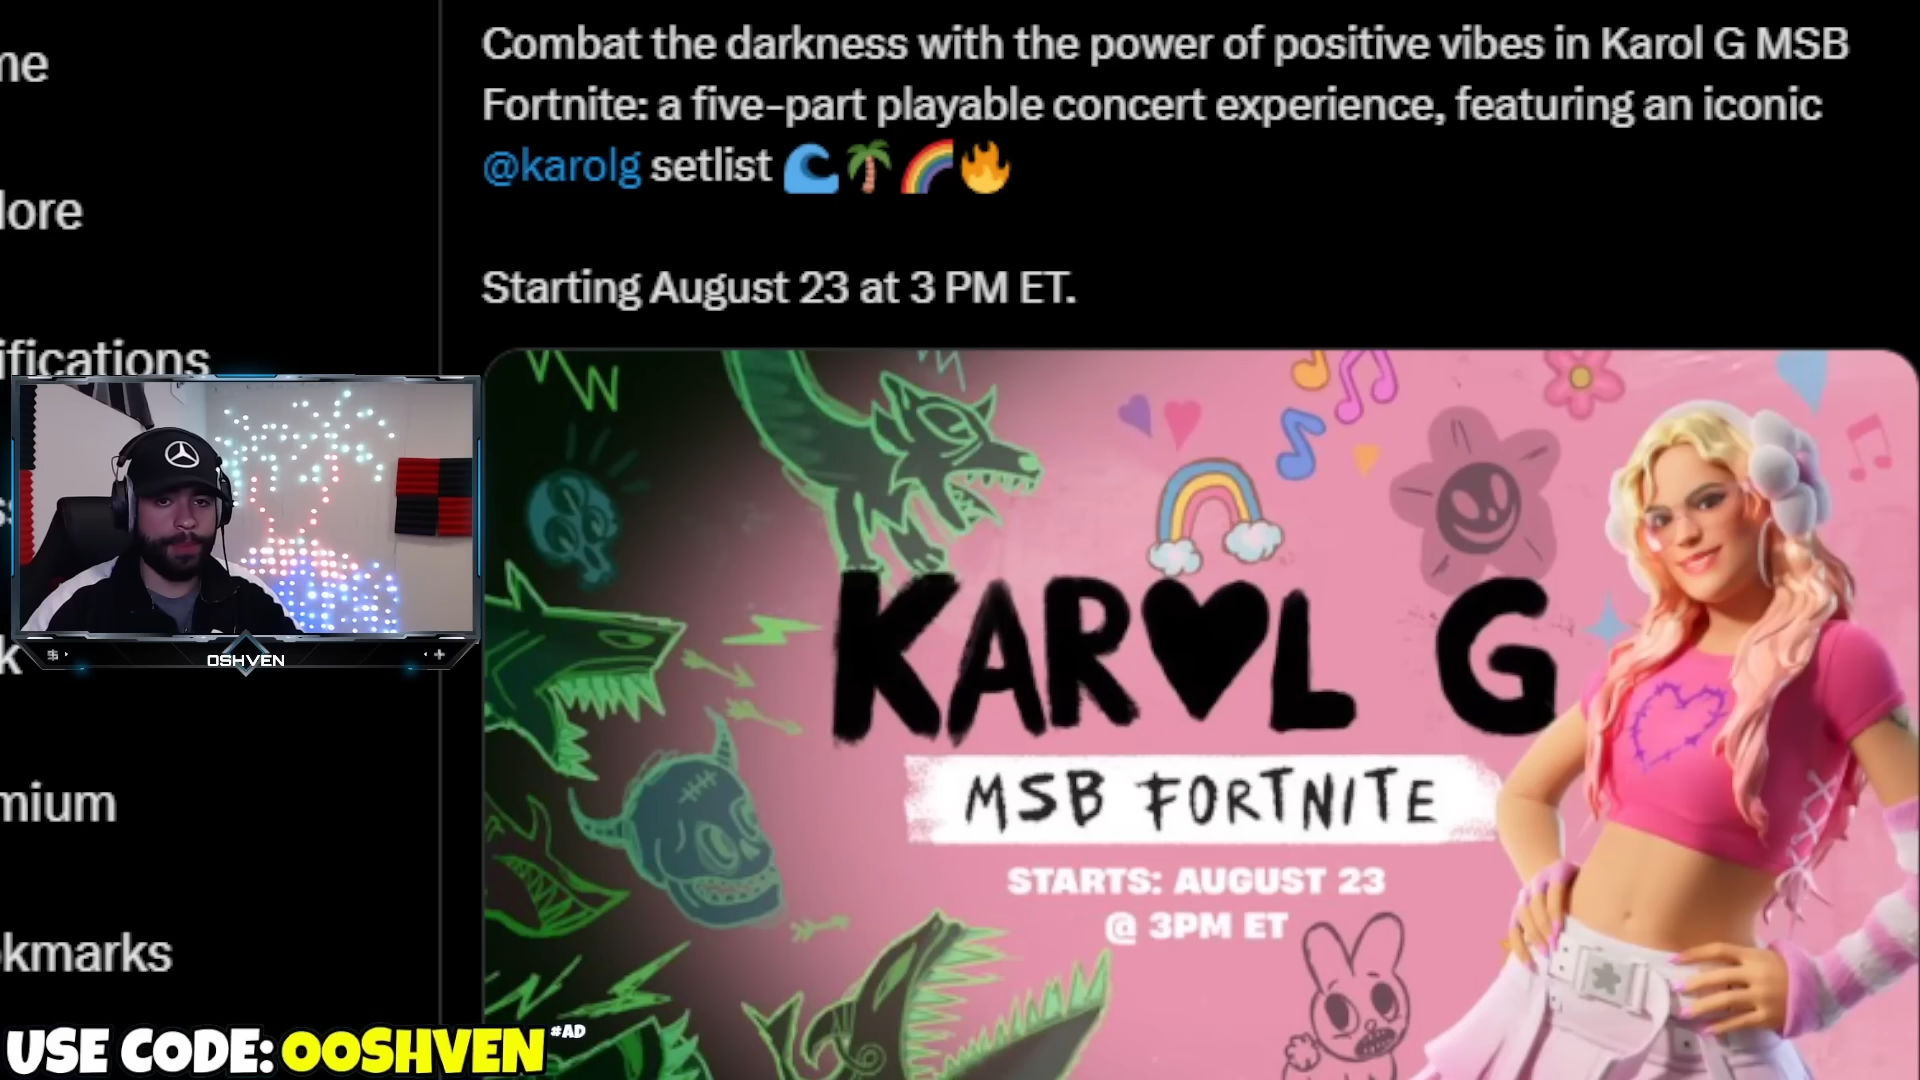 Combat the darkness with the power of positive vibes in Karol G MSB
Fortnite: a five-part playable concert experience, featuring an iconic
@karolg setlist 🌊🌴🌈🔥
Starting August 23 at 3 PM ET.
me
lore
ifications
k
mium
kmarks
OSHVEN
KAR♥L G
MSB FORTNITE
STARTS: AUGUST 23
@ 3PM ET
USE CODE: OOSHVEN #AD